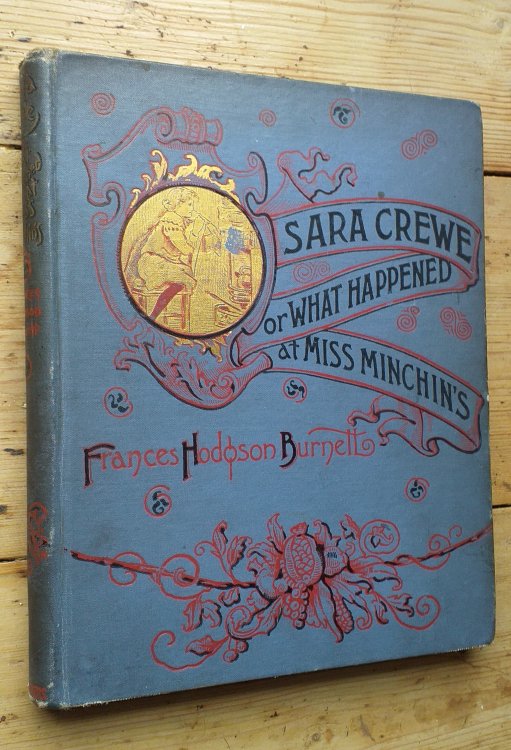 SARA CREWE
or WHAT HAPPENED
at MISS MINCHIN'S
Frances Hodgson Burnett